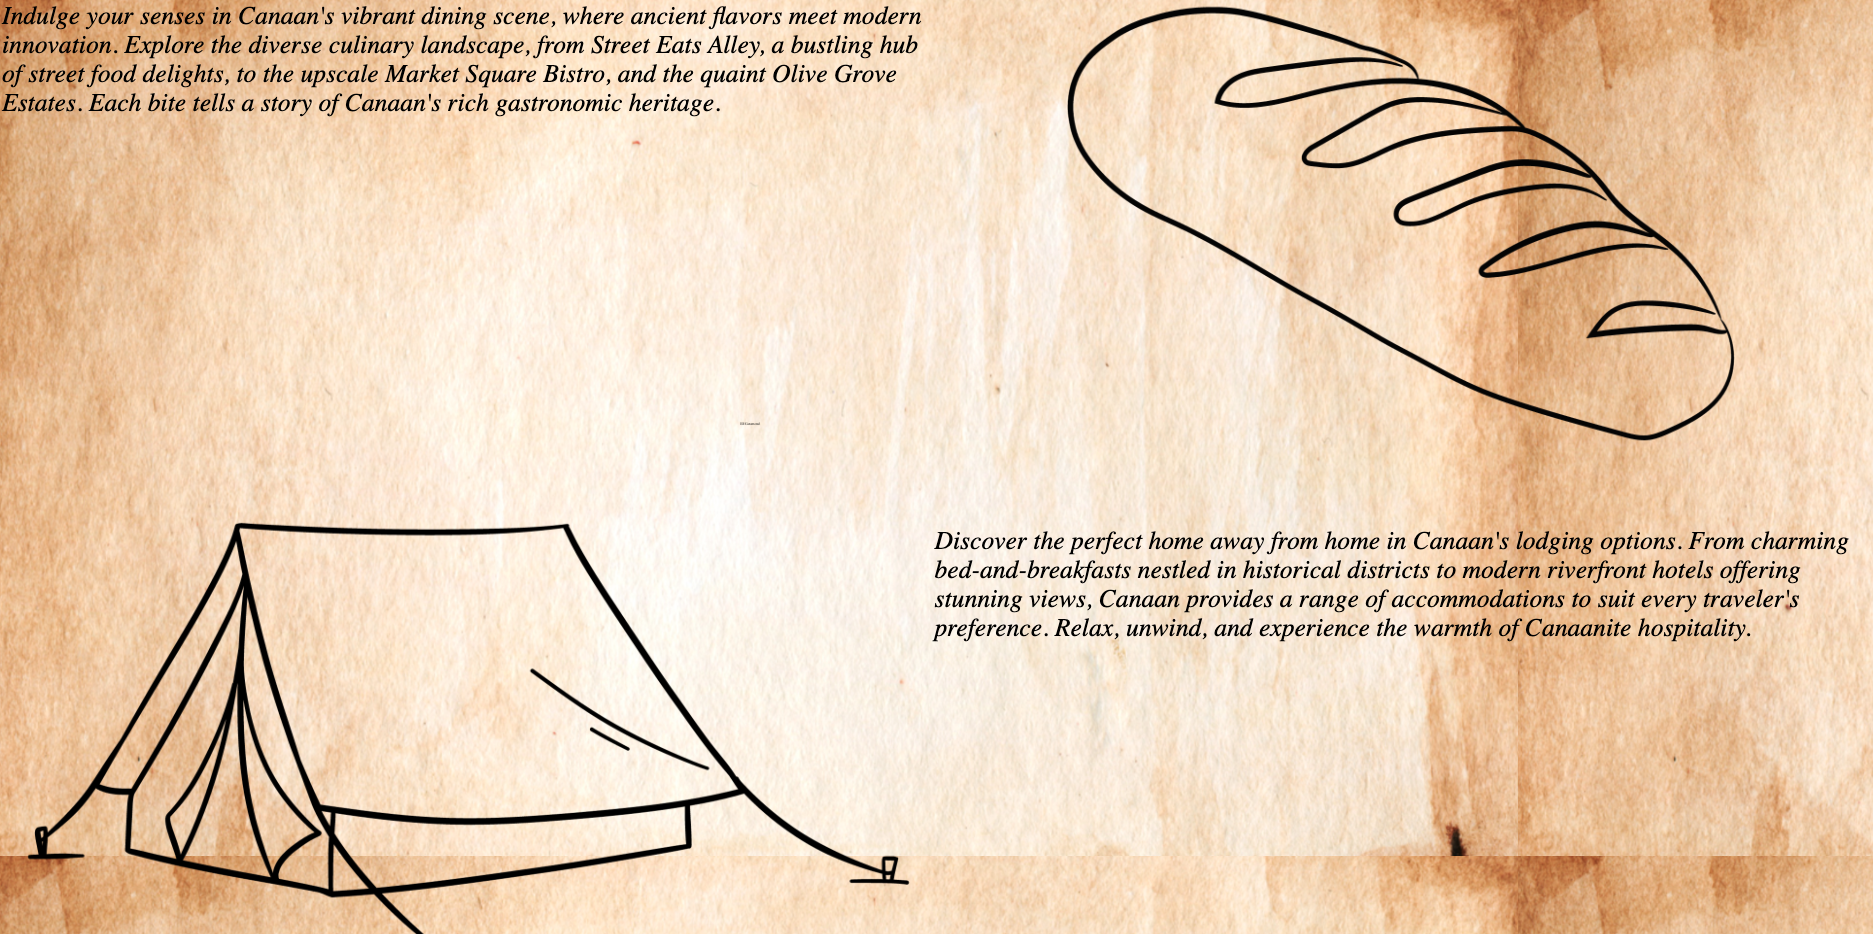 Indulge your senses in Canaan's vibrant dining scene, where ancient flavors meet modern
innovation. Explore the diverse culinary landscape, from Street Eats Alley, a bustling hub
of street food delights, to the upscale Market Square Bistro, and the quaint Olive Grove
Estates. Each bite tells a story of Canaan's rich gastronomic heritage.
Discover the perfect home away from home in Canaan's lodging options. From charming
bed-and-breakfasts nestled in historical districts to modern riverfront hotels offering
stunning views, Canaan provides a range of accommodations to suit every traveler's
preference. Relax, unwind, and experience the warmth of Canaanite hospitality.